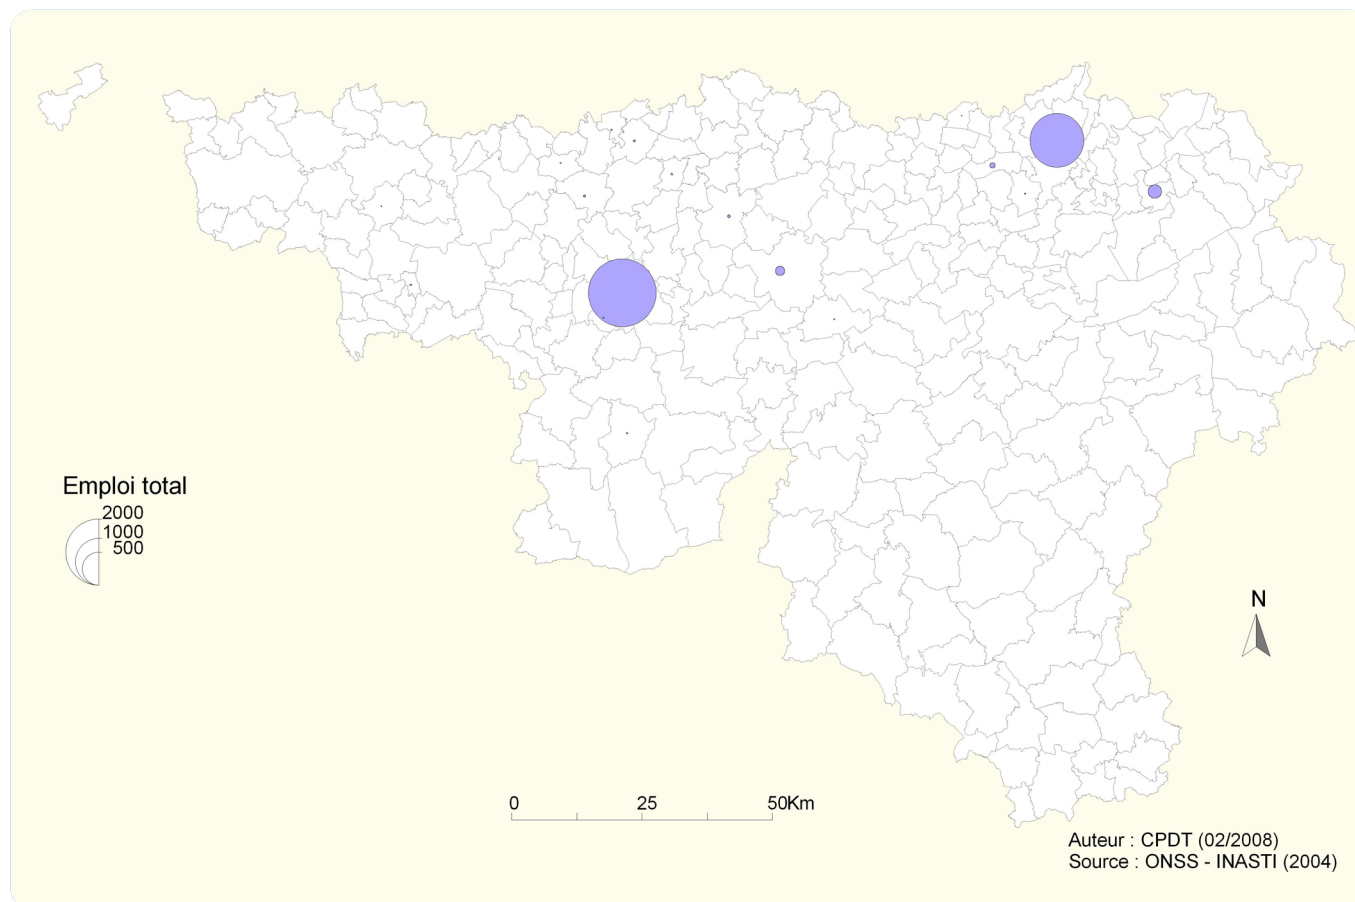 Emploi total
2000
1000
500
N
0 25 50Km
Auteur : CPDT (02/2008)
Source : ONSS - INASTI (2004)